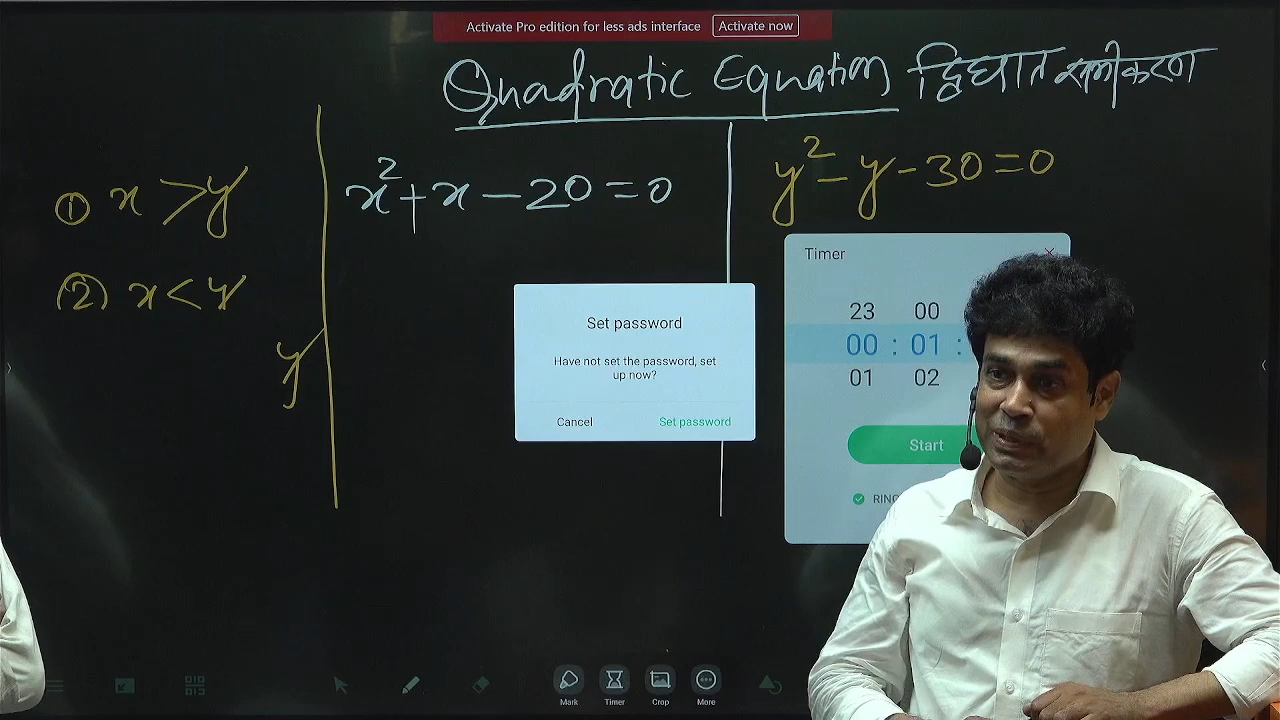 Activate Pro edition for less ads interface Activate now
Quadratic Equation द्विघात समीकरण
① x > y
x² + x - 20 = 0
y² - y - 30 = 0
(2) x < y
y
Timer
23 00
00 : 01 :
01 02
Start
Set password
Have not set the password, set
up now?
Cancel Set password
Mark Timer Crop More